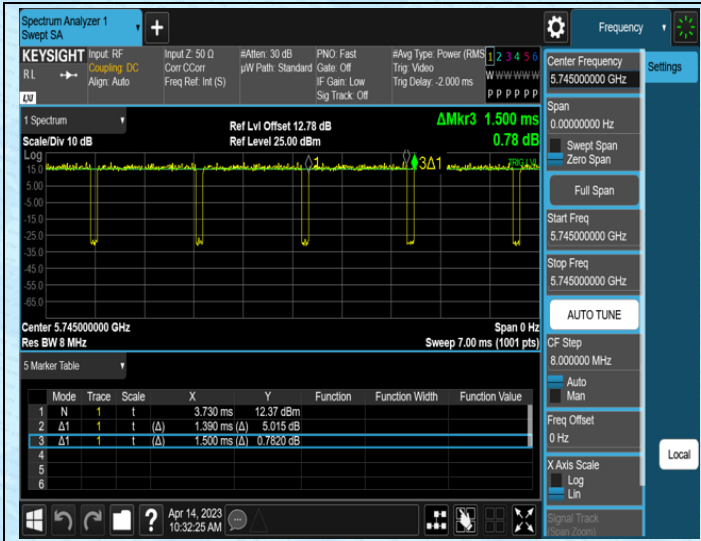 Spectrum Analyzer 1
Swept SA
Frequency
KEYSIGHT
RL
LXI
Input: RF
Coupling: DC
Align: Auto
Input Z: 50 Ω
Corr CCorr
Freq Ref: Int (S)
#Atten: 30 dB
µW Path: Standard
PNO: Fast
Gate: Off
IF Gain: Low
Sig Track: Off
#Avg Type: Power (RMS
Trig: Video
Trig Delay: -2.000 ms
1 2 3 4 5 6
W W W W W W
P P P P P P
Center Frequency
5.745000000 GHz
Settings
Span
0.00000000 Hz
Swept Span
Zero Span
Full Span
Start Freq
5.745000000 GHz
Stop Freq
5.745000000 GHz
AUTO TUNE
CF Step
8.000000 MHz
Auto
Man
Freq Offset
0 Hz
X Axis Scale
Log
Lin
Signal Track
(Span Zoom)
Local
1 Spectrum
Scale/Div 10 dB
Log
Ref Lvl Offset 12.78 dB
Ref Level 25.00 dBm
ΔMkr3 1.500 ms
0.78 dB
15.0
5.00
-5.00
-15.0
-25.0
-35.0
-45.0
-55.0
-65.0
1
3Δ1
TRIG LVL
Center 5.745000000 GHz
Res BW 8 MHz
Span 0 Hz
Sweep 7.00 ms (1001 pts)
5 Marker Table
Mode Trace Scale X Y Function Function Width Function Value
1 N 1 t 3.730 ms 12.37 dBm
2 Δ1 1 t (Δ) 1.390 ms (Δ) 5.015 dB
3 Δ1 1 t (Δ) 1.500 ms (Δ) 0.7820 dB
4
5
6
Apr 14, 2023
10:32:25 AM